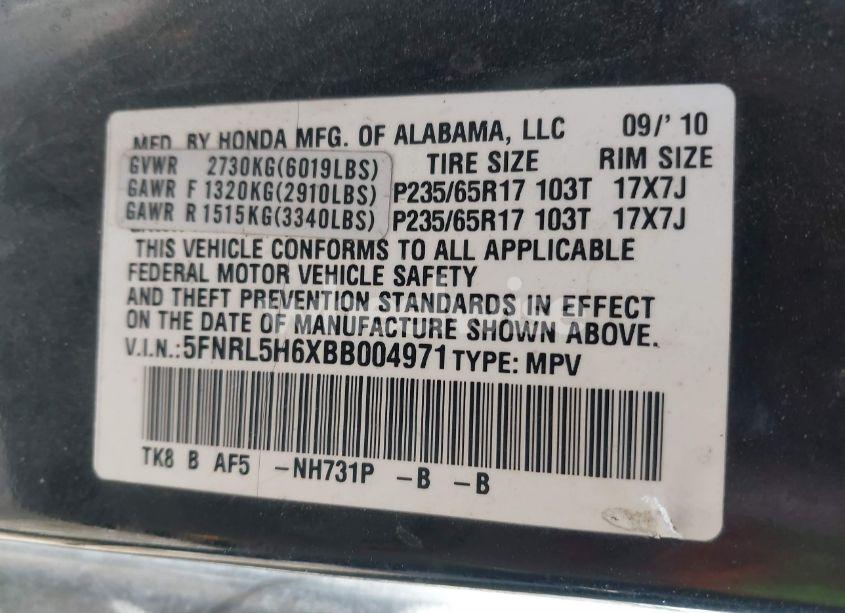 MFD. BY HONDA MFG. OF ALABAMA, LLC 09/' 10
GVWR 2730KG(6019LBS) TIRE SIZE RIM SIZE
GAWR F 1320KG(2910LBS) P235/65R17 103T 17X7J
GAWR R 1515KG(3340LBS) P235/65R17 103T 17X7J
THIS VEHICLE CONFORMS TO ALL APPLICABLE
FEDERAL MOTOR VEHICLE SAFETY
AND THEFT PREVENTION STANDARDS IN EFFECT
ON THE DATE OF MANUFACTURE SHOWN ABOVE.
V.I.N.:5FNRL5H6XBB004971 TYPE: MPV
TK8 B AF5 -NH731P -B -B